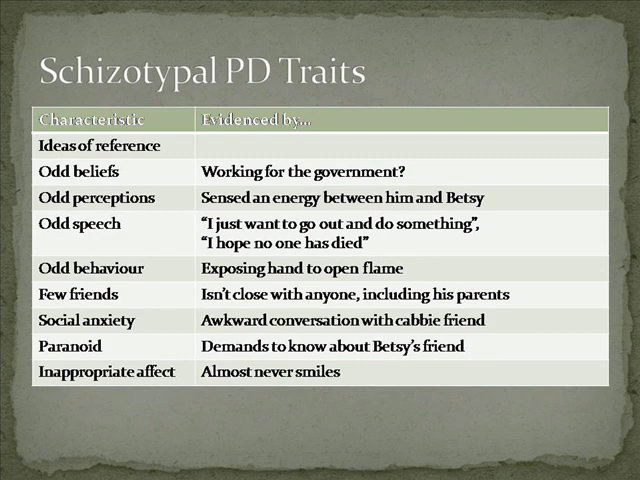 Schizotypal PD Traits
Characteristic Evidenced by...
Ideas of reference
Odd beliefs Working for the government?
Odd perceptions Sensed an energy between him and Betsy
Odd speech “I just want to go out and do something”,
“I hope no one has died”
Odd behaviour Exposing hand to open flame
Few friends Isn’t close with anyone, including his parents
Social anxiety Awkward conversation with cabbie friend
Paranoid Demands to know about Betsy’s friend
Inappropriate affect Almost never smiles